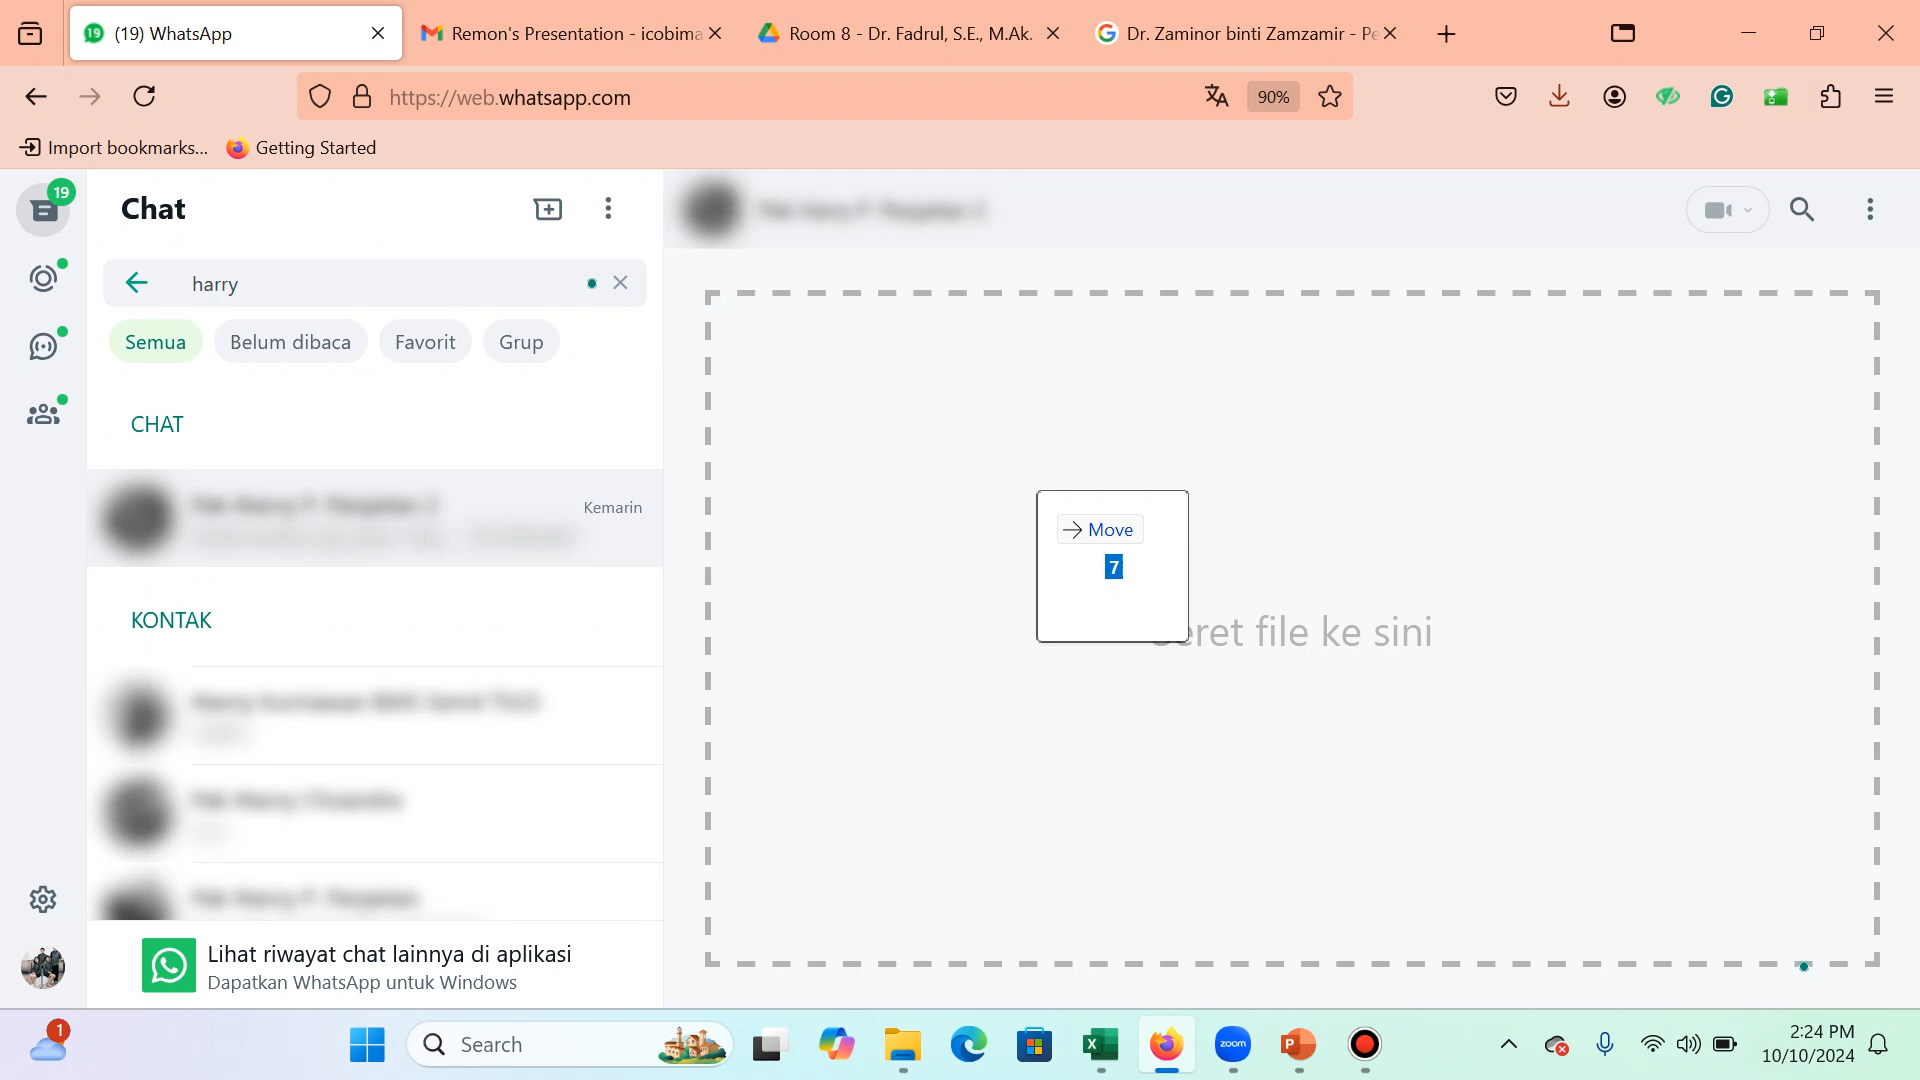 19
(19) WhatsApp
Remon's Presentation - icobima
Room 8 - Dr. Fadrul, S.E., M.Ak. -
Dr. Zaminor binti Zamzamir - Pe
https://web.whatsapp.com
90%
Import bookmarks...
Getting Started
19
Chat
harry
Semua
Belum dibaca
Favorit
Grup
CHAT
Kemarin
KONTAK
Move
7
eret file ke sini
Lihat riwayat chat lainnya di aplikasi
Dapatkan WhatsApp untuk Windows
1
Search
zoom
2:24 PM
10/10/2024